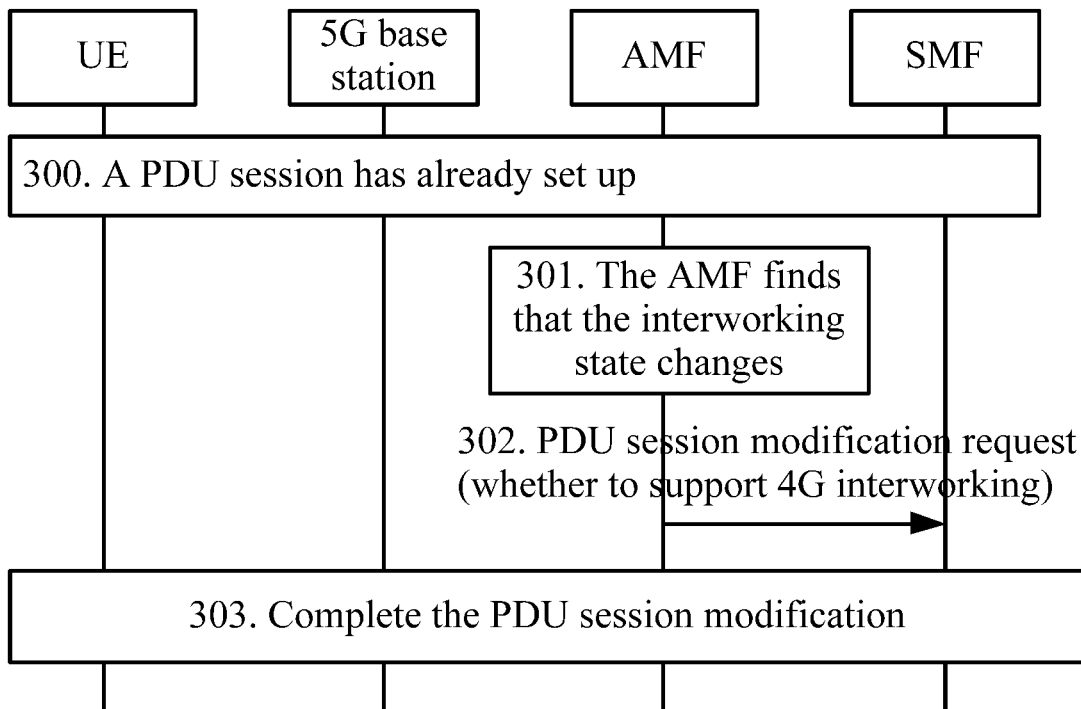 UE
5G base
station
AMF
SMF
300. A PDU session has already set up
301. The AMF finds
that the interworking
state changes
302. PDU session modification request
(whether to support 4G interworking)
303. Complete the PDU session modification